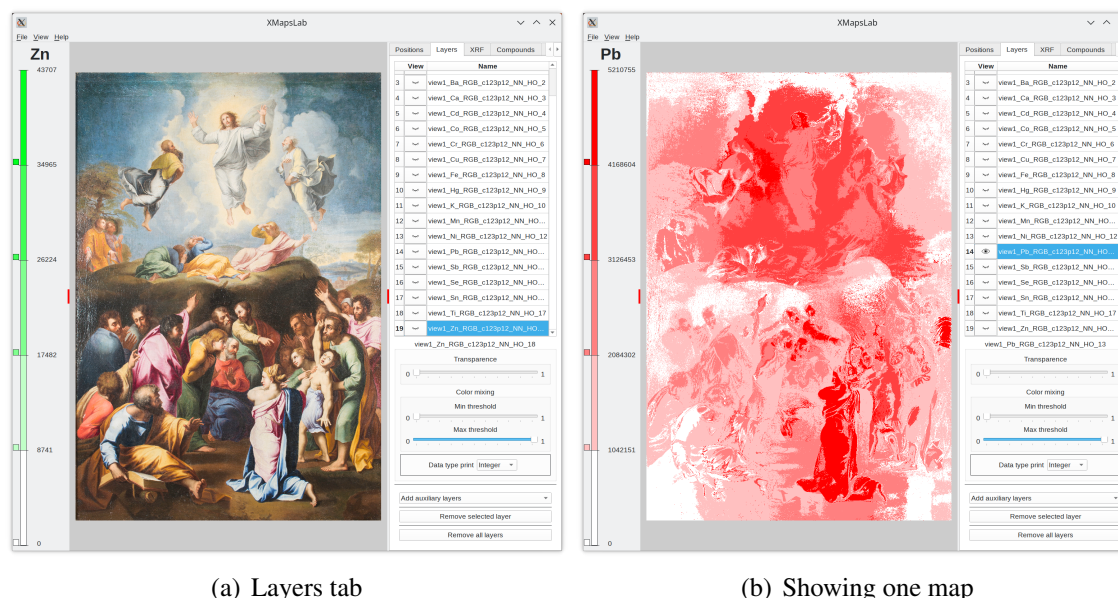 XMapsLab
File View Help
Zn
43707
34965
26224
17482
8741
0
Positions Layers XRF Compounds
View Name
3 view1_Ba_RGB_c123p12_NN_HO_2
4 view1_Ca_RGB_c123p12_NN_HO_3
5 view1_Cd_RGB_c123p12_NN_HO_4
6 view1_Co_RGB_c123p12_NN_HO_5
7 view1_Cr_RGB_c123p12_NN_HO_6
8 view1_Cu_RGB_c123p12_NN_HO_7
9 view1_Fe_RGB_c123p12_NN_HO_8
10 view1_Hg_RGB_c123p12_NN_HO_9
11 view1_K_RGB_c123p12_NN_HO_10
12 view1_Mn_RGB_c123p12_NN_HO...
13 view1_Ni_RGB_c123p12_NN_HO_12
14 view1_Pb_RGB_c123p12_NN_HO...
15 view1_Sb_RGB_c123p12_NN_HO...
16 view1_Se_RGB_c123p12_NN_HO...
17 view1_Sn_RGB_c123p12_NN_HO...
18 view1_Ti_RGB_c123p12_NN_HO_17
19 view1_Zn_RGB_c123p12_NN_HO...
view1_Zn_RGB_c123p12_NN_HO_18
Transparence
0 1
Color mixing
Min threshold
0 1
Max threshold
0 1
Data type print Integer
Add auxiliary layers
Remove selected layer
Remove all layers
(a) Layers tab
XMapsLab
File View Help
Pb
5210755
4168604
3126453
2084302
1042151
0
Positions Layers XRF Compounds
View Name
3 view1_Ba_RGB_c123p12_NN_HO_2
4 view1_Ca_RGB_c123p12_NN_HO_3
5 view1_Cd_RGB_c123p12_NN_HO_4
6 view1_Co_RGB_c123p12_NN_HO_5
7 view1_Cr_RGB_c123p12_NN_HO_6
8 view1_Cu_RGB_c123p12_NN_HO_7
9 view1_Fe_RGB_c123p12_NN_HO_8
10 view1_Hg_RGB_c123p12_NN_HO_9
11 view1_K_RGB_c123p12_NN_HO_10
12 view1_Mn_RGB_c123p12_NN_HO...
13 view1_Ni_RGB_c123p12_NN_HO_12
14 view1_Pb_RGB_c123p12_NN_HO...
15 view1_Sb_RGB_c123p12_NN_HO...
16 view1_Se_RGB_c123p12_NN_HO...
17 view1_Sn_RGB_c123p12_NN_HO...
18 view1_Ti_RGB_c123p12_NN_HO_17
19 view1_Zn_RGB_c123p12_NN_HO...
view1_Pb_RGB_c123p12_NN_HO_13
Transparence
0 1
Color mixing
Min threshold
0 1
Max threshold
0 1
Data type print Integer
Add auxiliary layers
Remove selected layer
Remove all layers
(b) Showing one map